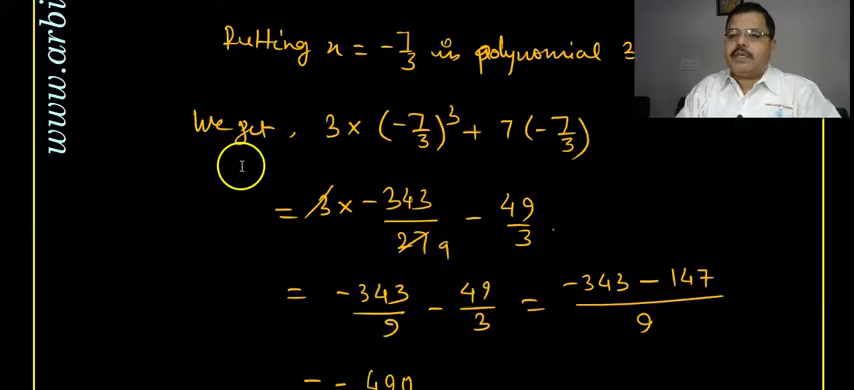 www.arbi
Putting x = -7/3 in polynomial 3
We get, 3 × (-7/3)^3 + 7(-7/3)
= 3 × -343/27 9 - 49/3
= -343/9 - 49/3 = -343 - 147/9
= - 490